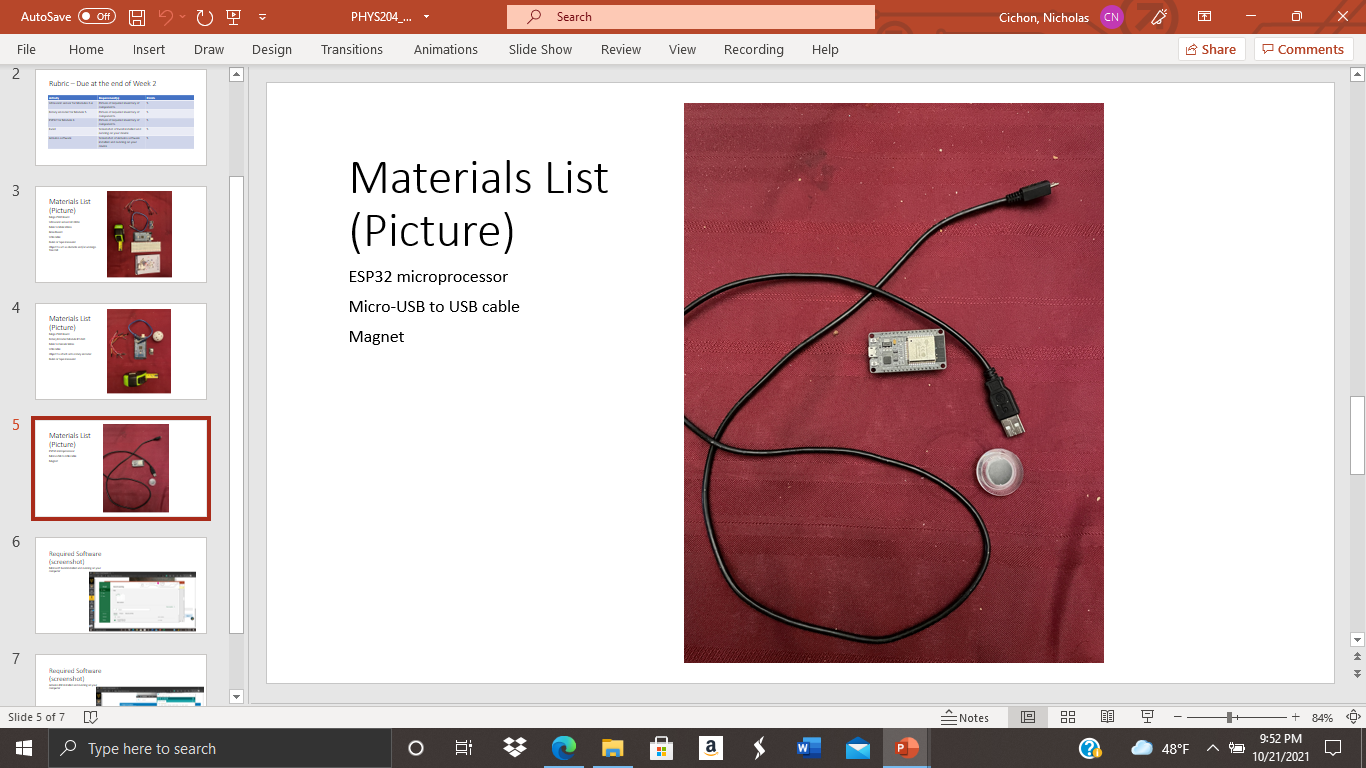 AutoSave Off
PHYS204_...
Search
Cichon, Nicholas
CN
File Home Insert Draw Design Transitions Animations Slide Show Review View Recording Help
Share
Comments
2
Rubric – Due at the end of Week 2
3
Materials List
(Picture)
4
Materials List
(Picture)
5
Materials List
(Picture)
6
Required Software
(screenshot)
7
Required Software
(screenshot)
Materials List
(Picture)
ESP32 microprocessor
Micro-USB to USB cable
Magnet
Slide 5 of 7
Notes
84%
Type here to search
48°F
9:52 PM
10/21/2021